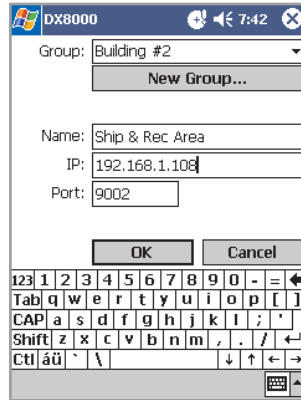 DX8000 7:42
Group: Building #2
New Group...
Name: Ship & Rec Area
IP: 192.168.1.108
Port: 9002
OK Cancel
123 1 2 3 4 5 6 7 8 9 0 - =
Tab q w e r t y u i o p [ ]
CAP a s d f g h j k l ; '
Shift z x c v b n m , . /
Ctl áü ` \